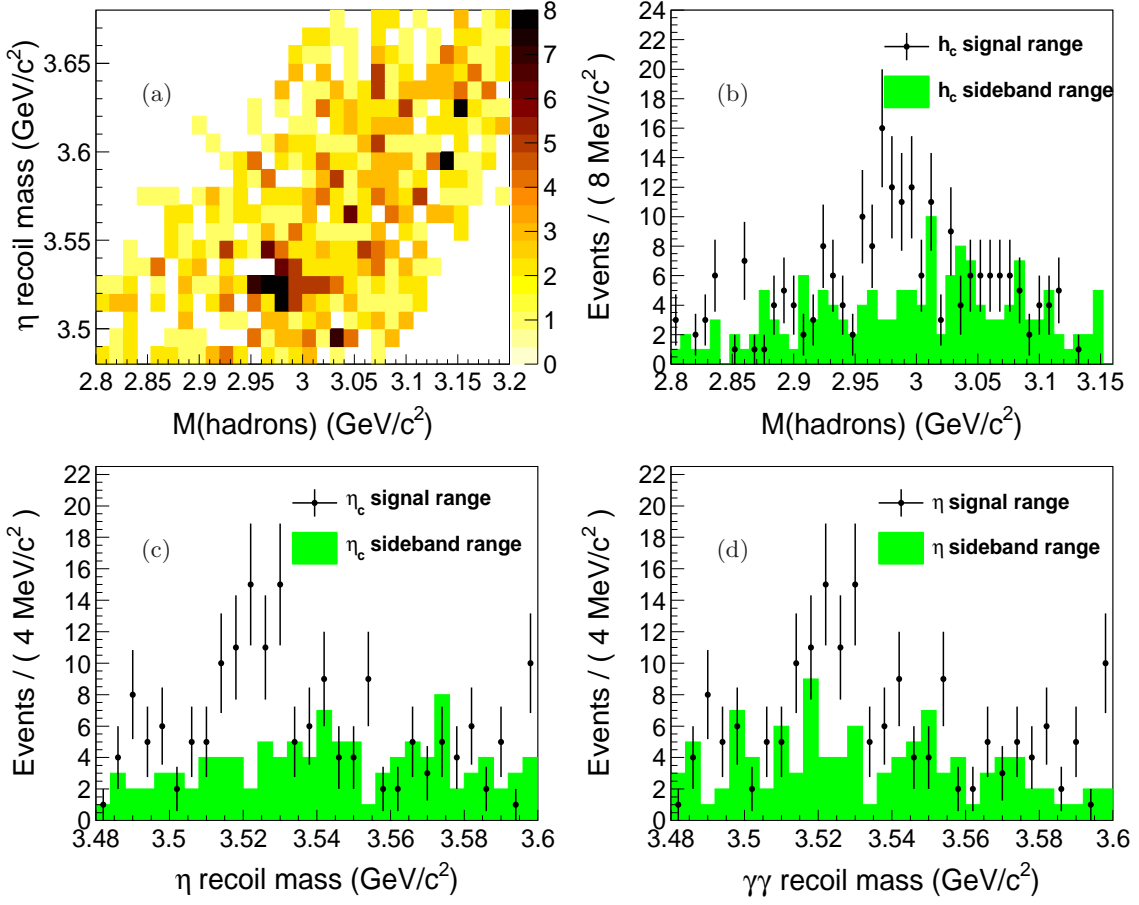 η recoil mass (GeV/c²)
3.65
3.6
3.55
3.5
(a)
8
7
6
5
4
3
2
1
0
2.8 2.85 2.9 2.95 3 3.05 3.1 3.15 3.2
M(hadrons) (GeV/c²)
Events / ( 8 MeV/c² )
24
22
20
18
16
14
12
10
8
6
4
2
0
(b)
h_c signal range
h_c sideband range
2.8 2.85 2.9 2.95 3 3.05 3.1 3.15
M(hadrons) (GeV/c²)
Events / ( 4 MeV/c² )
22
20
18
16
14
12
10
8
6
4
2
0
(c)
η_c signal range
η_c sideband range
3.48 3.5 3.52 3.54 3.56 3.58 3.6
η recoil mass (GeV/c²)
Events / ( 4 MeV/c² )
22
20
18
16
14
12
10
8
6
4
2
0
(d)
η signal range
η sideband range
3.48 3.5 3.52 3.54 3.56 3.58 3.6
γγ recoil mass (GeV/c²)